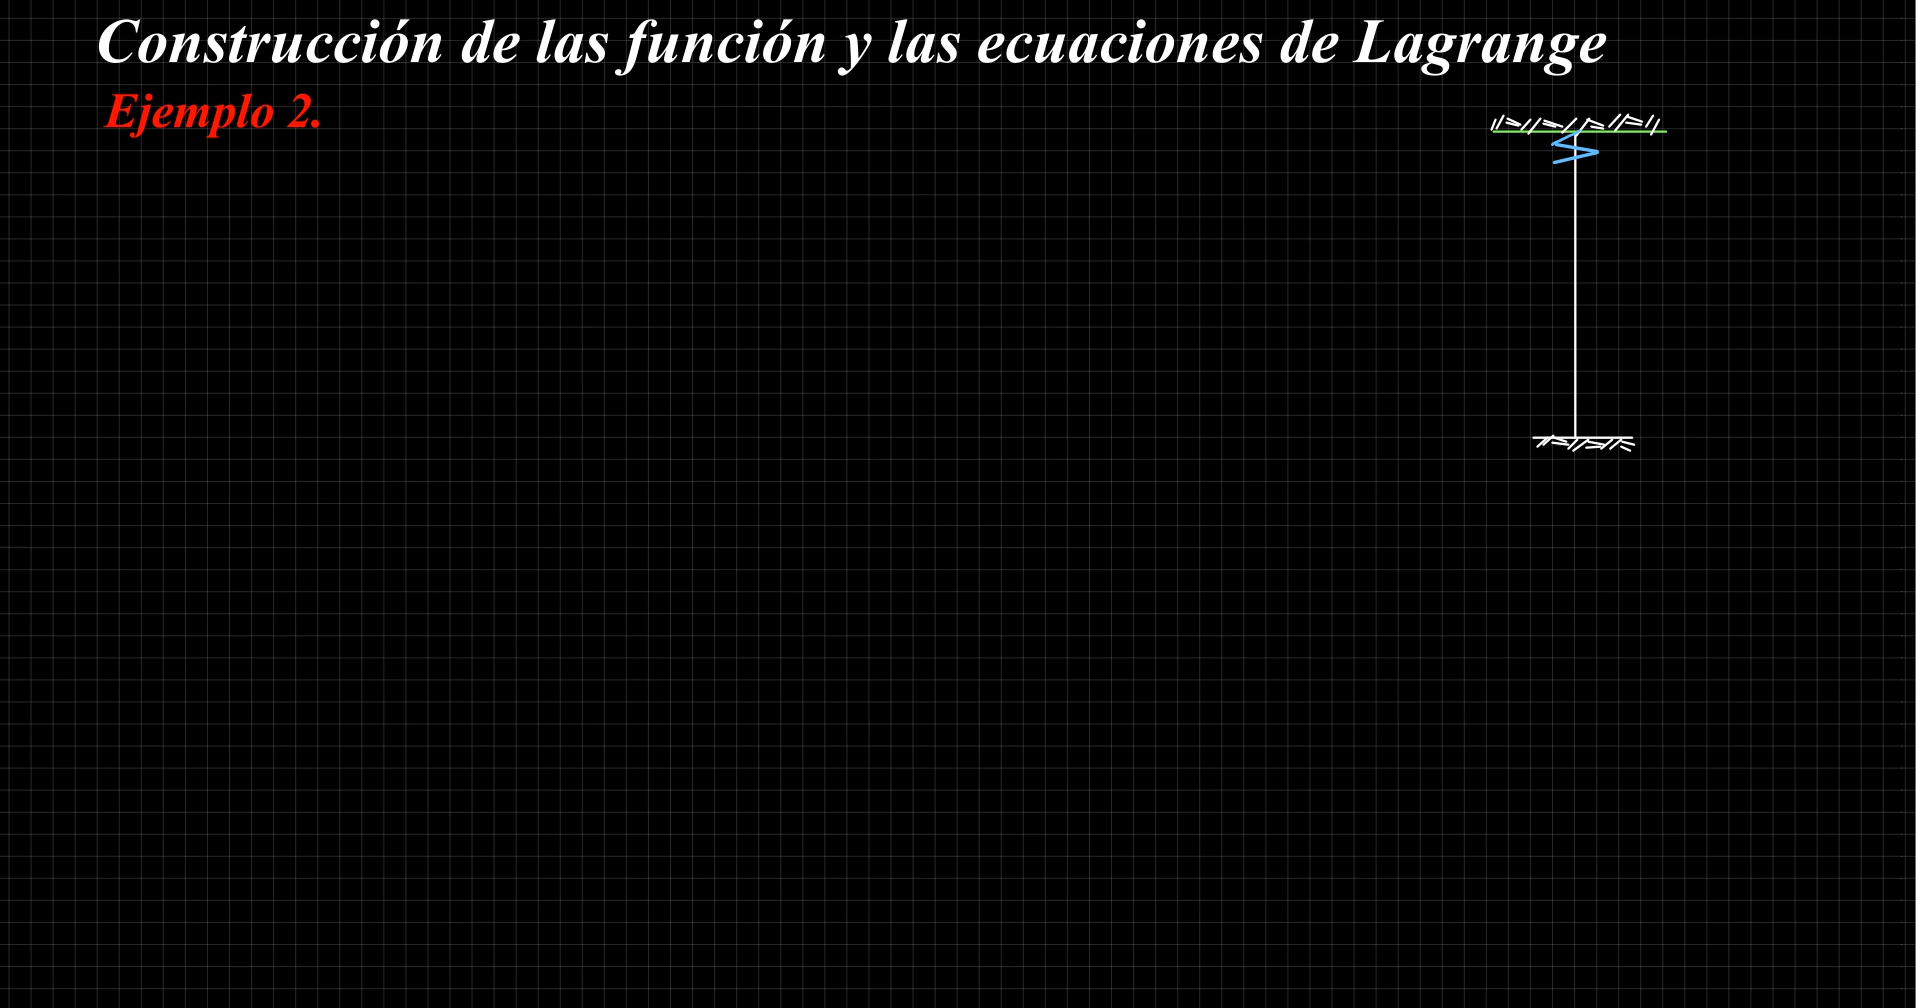 Construcción de las función y las ecuaciones de Lagrange
Ejemplo 2.